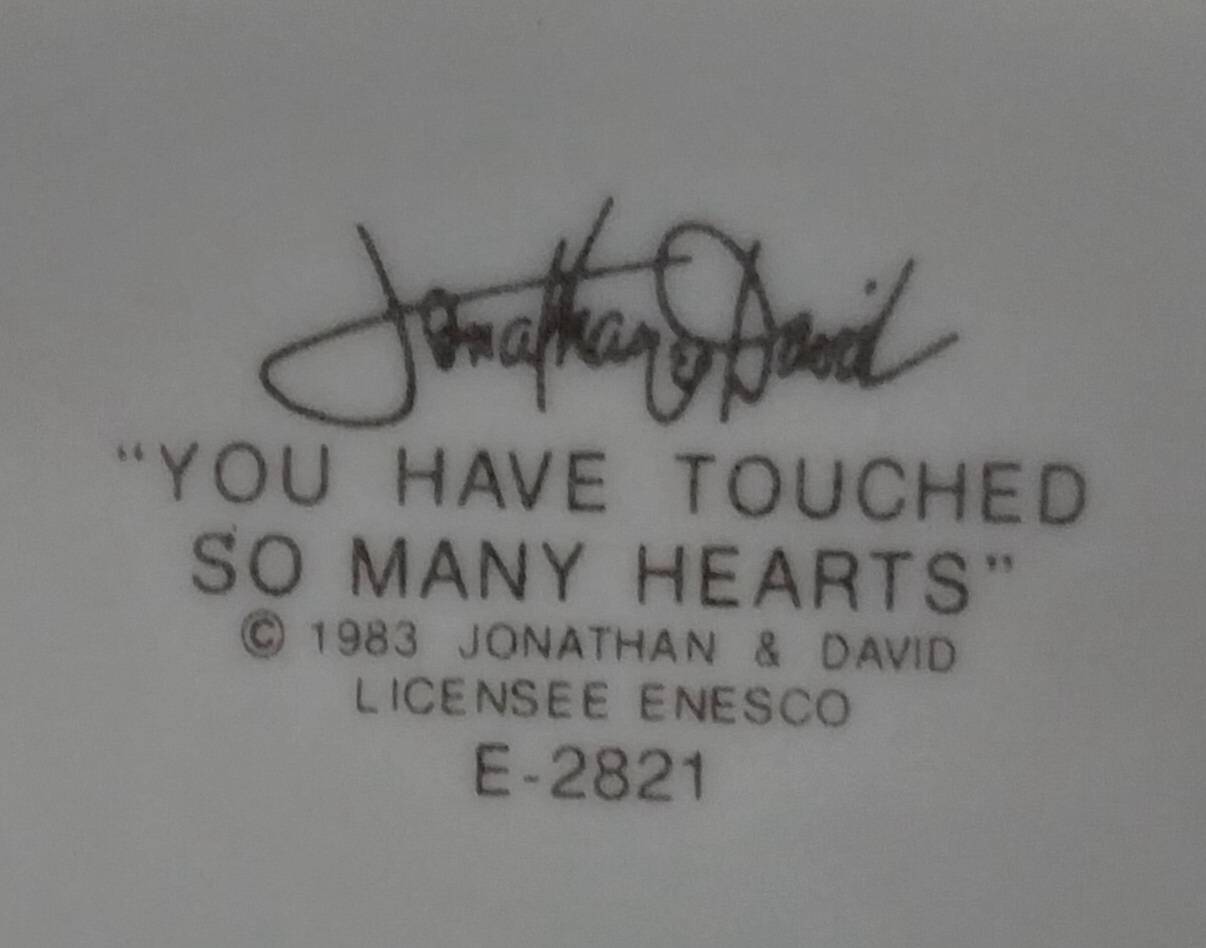 Jonathan & David
“YOU HAVE TOUCHED
SO MANY HEARTS”
© 1983 JONATHAN & DAVID
LICENSEE ENESCO
E-2821